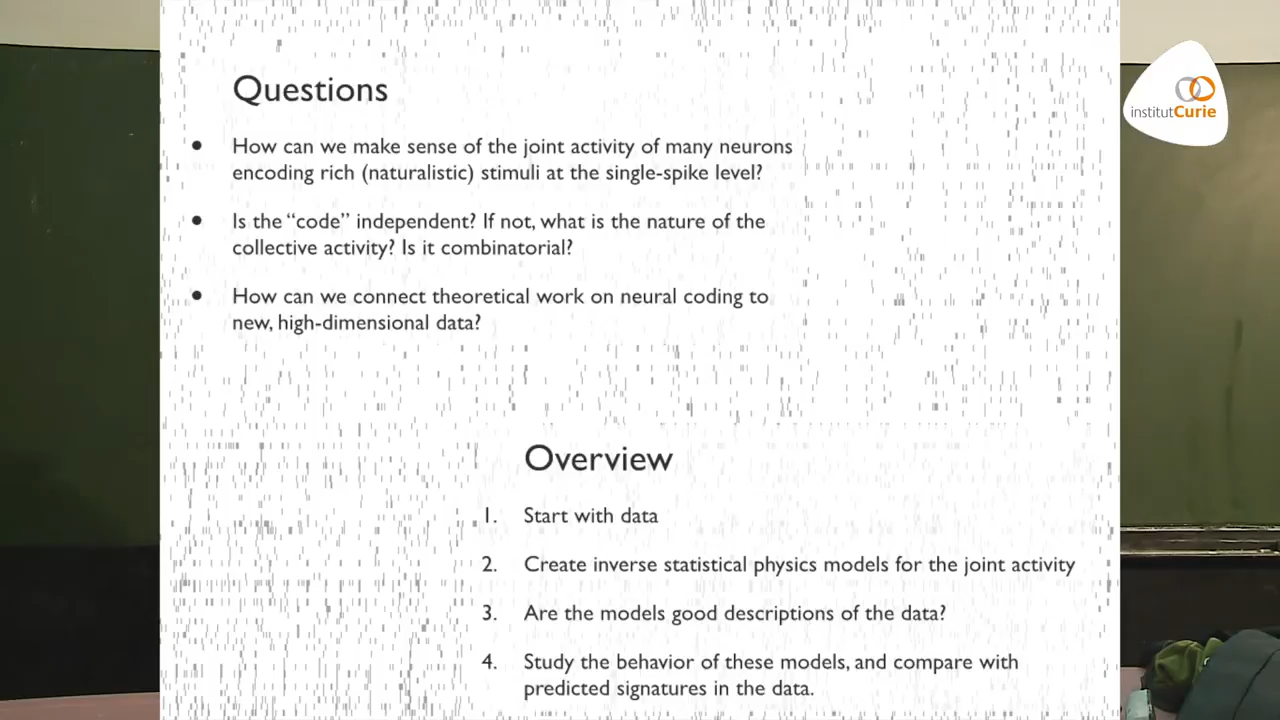 Questions
• How can we make sense of the joint activity of many neurons
encoding rich (naturalistic) stimuli at the single-spike level?
• Is the “code” independent? If not, what is the nature of the
collective activity? Is it combinatorial?
• How can we connect theoretical work on neural coding to
new, high-dimensional data?
Overview
1. Start with data
2. Create inverse statistical physics models for the joint activity
3. Are the models good descriptions of the data?
4. Study the behavior of these models, and compare with
predicted signatures in the data.
institutCurie